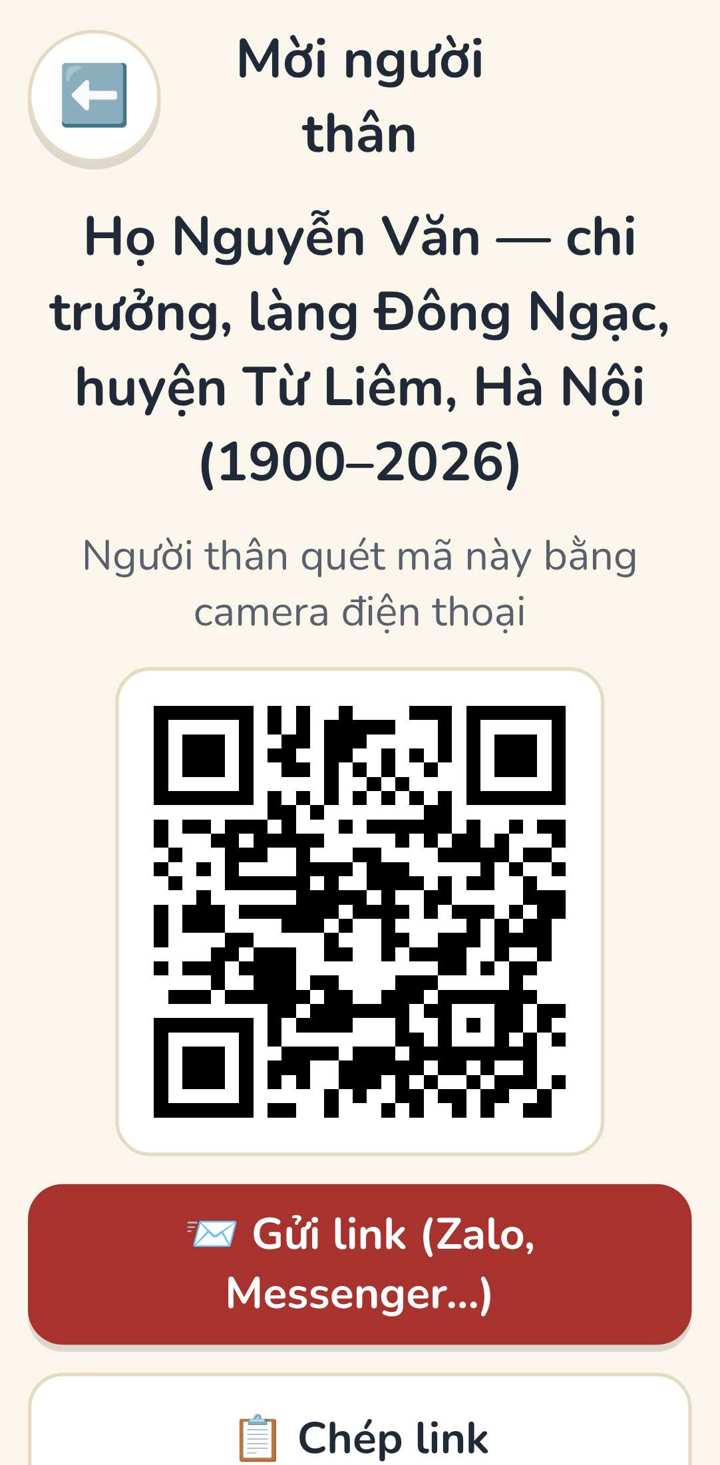 Mời người
thân
Họ Nguyễn Văn — chi
trưởng, làng Đông Ngạc,
huyện Từ Liêm, Hà Nội
(1900–2026)
Người thân quét mã này bằng
camera điện thoại
Gửi link (Zalo,
Messenger...)
Chép link